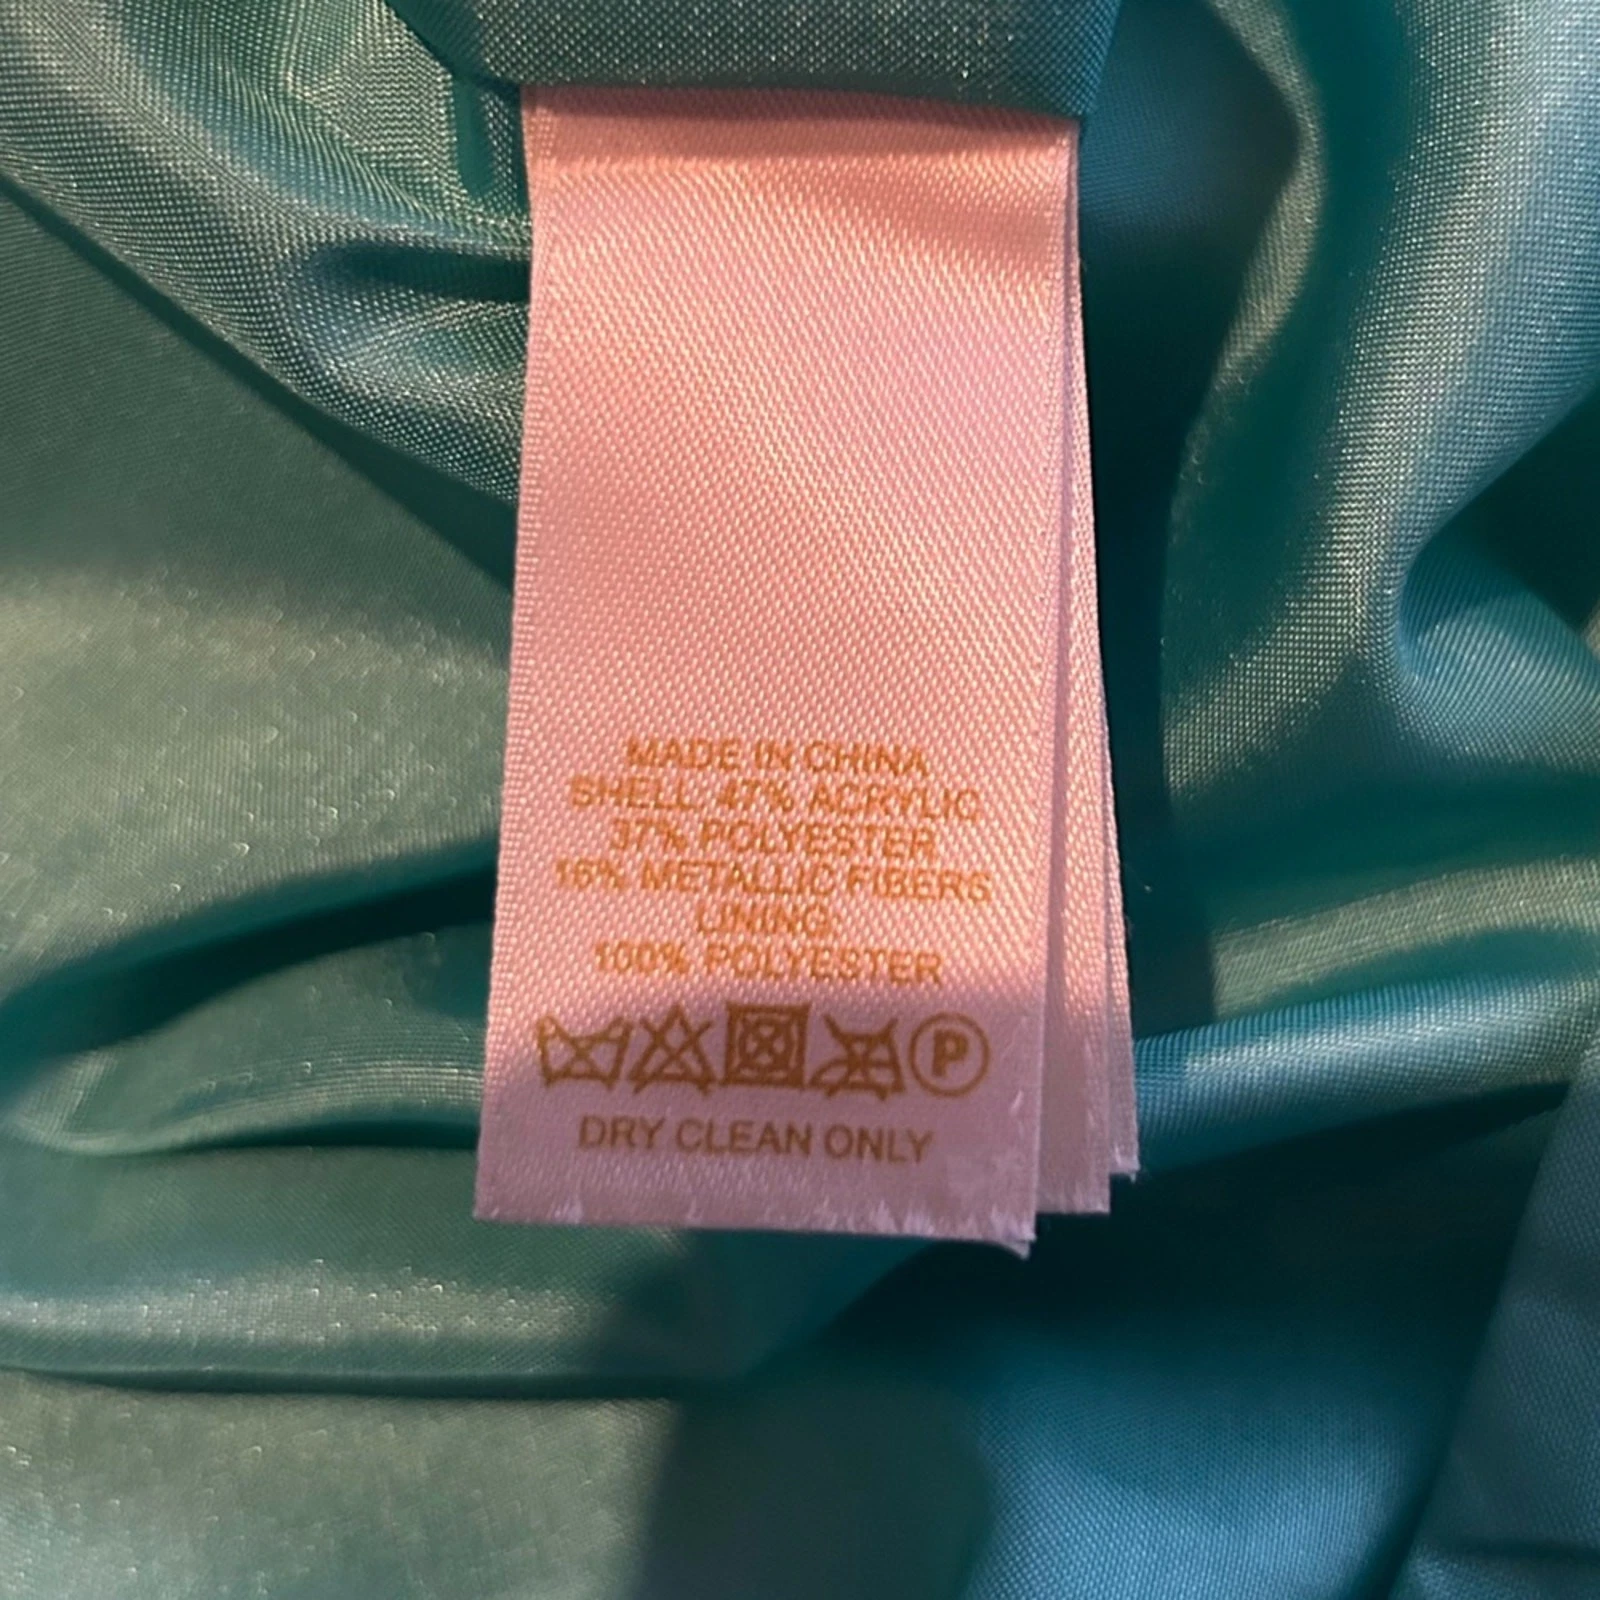 MADE IN CHINA
SHELL: 47% ACRYLIC
37% POLYESTER
16% METALLIC FIBERS
LINING:
100% POLYESTER
P
DRY CLEAN ONLY